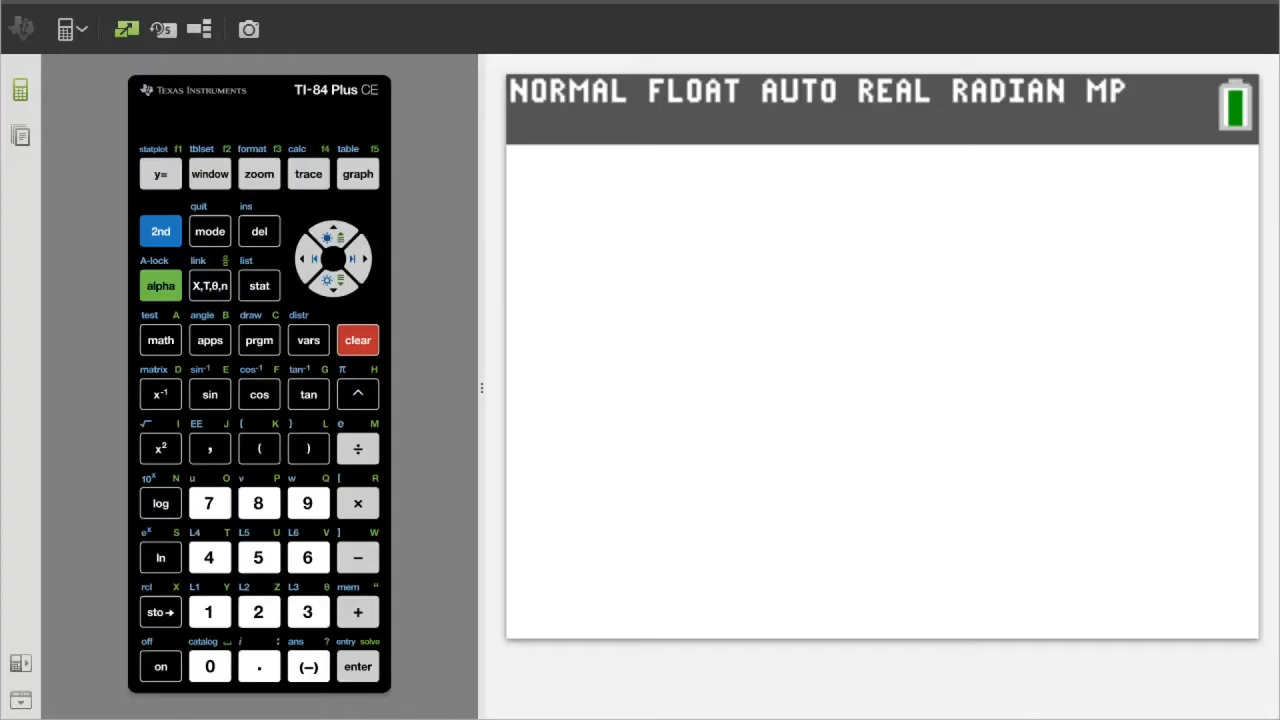 NORMAL FLOAT AUTO REAL RADIAN MP
TEXAS INSTRUMENTS TI-84 Plus CE
statplot f1 tblset f2 format f3 calc f4 table f5
y= window zoom trace graph
quit ins
2nd mode del
A-lock link list
alpha X,T,θ,n stat
test A angle B draw C distr
math apps prgm vars clear
matrix D sin-1 E cos-1 F tan-1 G π H
x-1 sin cos tan ^
√ I EE J { K } L e M
x2 , ( ) ÷
10x N u O v P w Q [ R
log 7 8 9 ×
ex S L4 T L5 U L6 V ] W
ln 4 5 6 −
rcl X L1 Y L2 Z L3 θ mem “
sto→ 1 2 3 +
off catalog ⎵ i : ans ? entry solve
on 0 . (–) enter